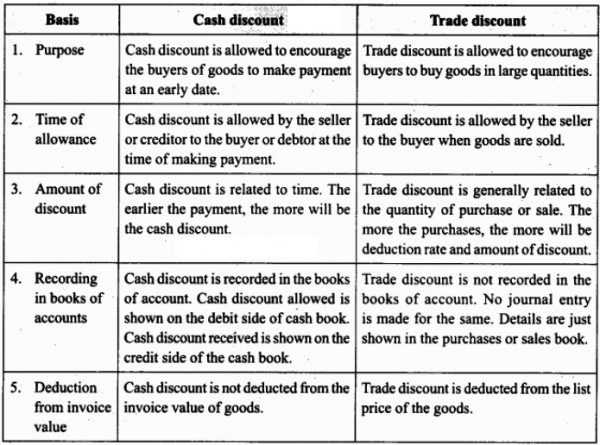 Basis Cash discount Trade discount
1. Purpose
Cash discount is allowed to encourage
the buyers of goods to make payment
at an early date.
Trade discount is allowed to encourage
buyers to buy goods in large quantities.
2. Time of
allowance
Cash discount is allowed by the seller
or creditor to the buyer or debtor at the
time of making payment.
Trade discount is allowed by the seller
to the buyer when goods are sold.
3. Amount of
discount
Cash discount is related to time. The
earlier the payment, the more will be
the cash discount.
Trade discount is generally related to
the quantity of purchase or sale. The
more the purchases, the more will be
deduction rate and amount of discount.
4. Recording
in books of
accounts
Cash discount is recorded in the books
of account. Cash discount allowed is
shown on the debit side of cash book.
Cash discount received is shown on the
credit side of the cash book.
Trade discount is not recorded in the
books of account. No journal entry
is made for the same. Details are just
shown in the purchases or sales book.
5. Deduction
from invoice
value
Cash discount is not deducted from the
invoice value of goods.
Trade discount is deducted from the list
price of the goods.